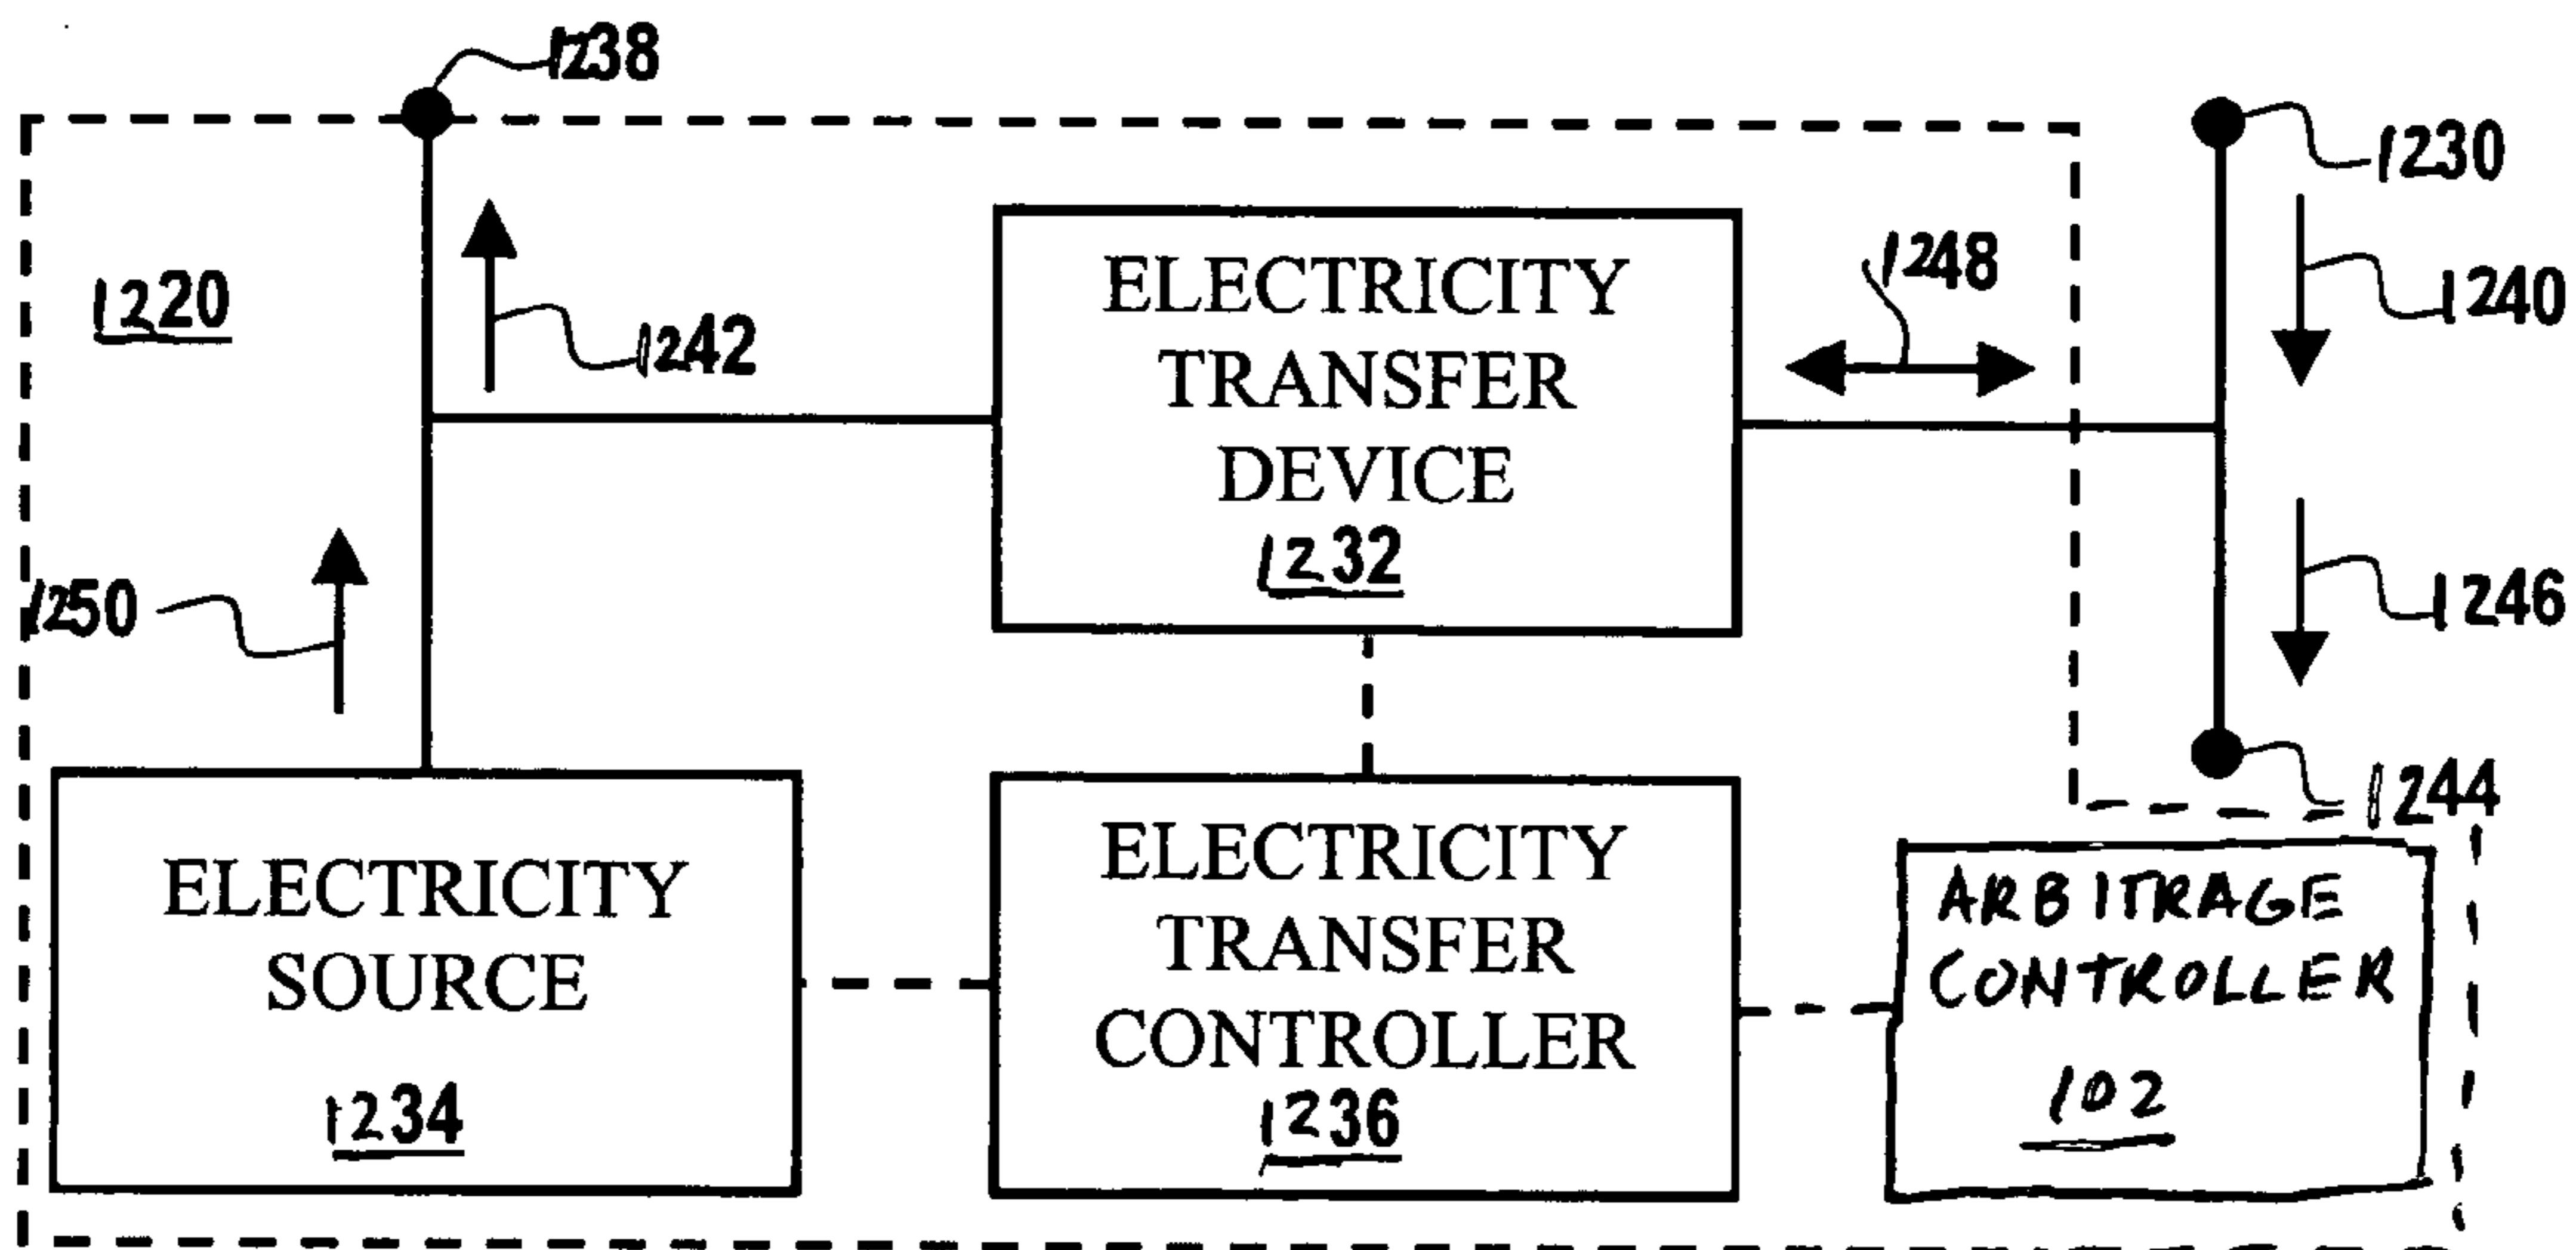 1238
1230
1220
1242
ELECTRICITY
TRANSFER
DEVICE
1232
1248
1240
1250
1246
1244
ELECTRICITY
SOURCE
1234
ELECTRICITY
TRANSFER
CONTROLLER
1236
ARBITRAGE
CONTROLLER
102